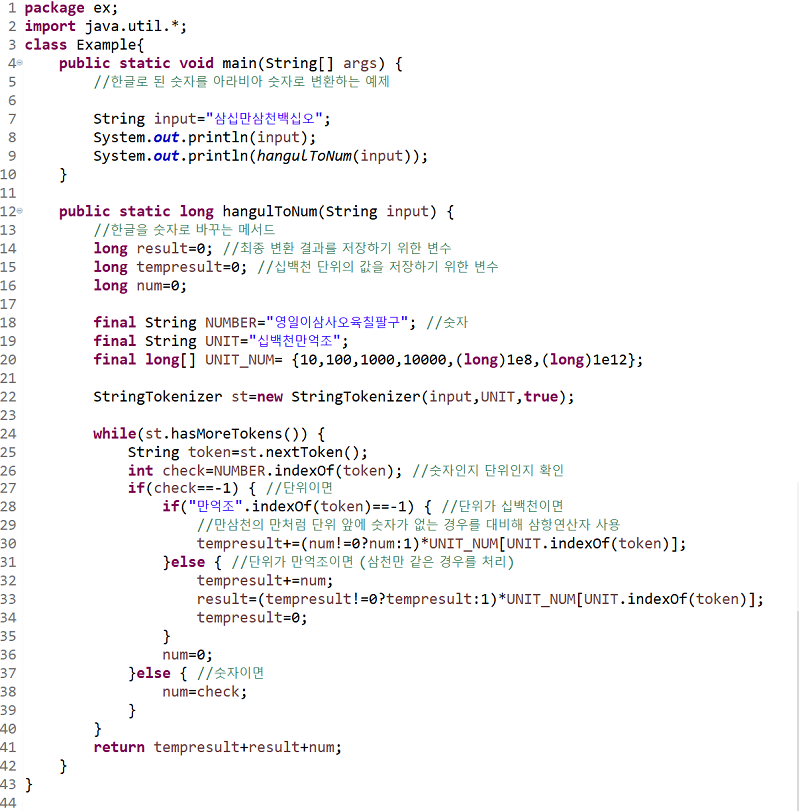 1 package ex;
2 import java.util.*;
3 class Example{
4     public static void main(String[] args) {
5         //한글로 된 숫자를 아라비아 숫자로 변환하는 예제
6
7         String input="삼십만삼천백십오";
8         System.out.println(input);
9         System.out.println(hangulToNum(input));
10     }
11
12     public static long hangulToNum(String input) {
13         //한글을 숫자로 바꾸는 메서드
14         long result=0; //최종 변환 결과를 저장하기 위한 변수
15         long tempresult=0; //십백천 단위의 값을 저장하기 위한 변수
16         long num=0;
17
18         final String NUMBER="영일이삼사오육칠팔구"; //숫자
19         final String UNIT="십백천만억조";
20         final long[] UNIT_NUM= {10,100,1000,10000,(long)1e8,(long)1e12};
21
22         StringTokenizer st=new StringTokenizer(input,UNIT,true);
23
24         while(st.hasMoreTokens()) {
25             String token=st.nextToken();
26             int check=NUMBER.indexOf(token); //숫자인지 단위인지 확인
27             if(check==-1) { //단위이면
28                 if("만억조".indexOf(token)==-1) { //단위가 십백천이면
29                     //만삼천의 만처럼 단위 앞에 숫자가 없는 경우를 대비해 삼항연산자 사용
30                     tempresult+=(num!=0?num:1)*UNIT_NUM[UNIT.indexOf(token)];
31                 }else { //단위가 만억조이면 (삼천만 같은 경우를 처리)
32                     tempresult+=num;
33                     result=(tempresult!=0?tempresult:1)*UNIT_NUM[UNIT.indexOf(token)];
34                     tempresult=0;
35                 }
36                 num=0;
37             }else { //숫자이면
38                 num=check;
39             }
40         }
41         return tempresult+result+num;
42     }
43 }
44